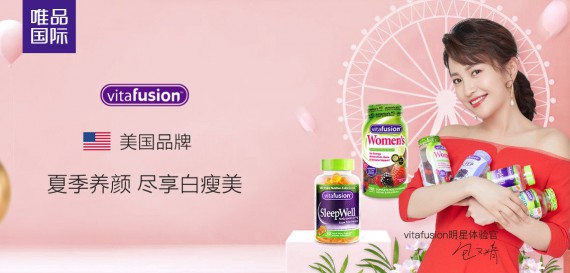 唯品
国际
vitafusion
美国品牌
夏季养颜 尽享白瘦美
vitafusion
Women's
vitafusion
SleepWell
vitafusion明星体验官